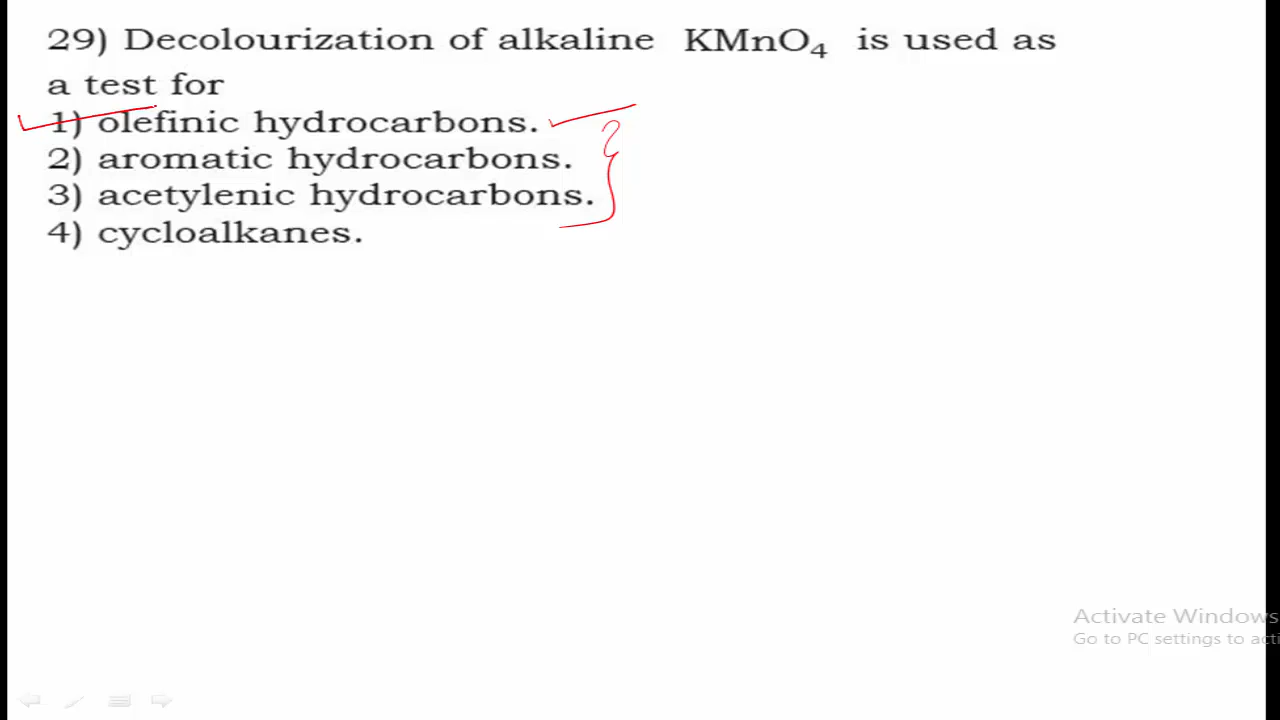 29) Decolourization of alkaline KMnO₄ is used as
a test for
1) olefinic hydrocarbons.
2) aromatic hydrocarbons.
3) acetylenic hydrocarbons.
4) cycloalkanes.
Activate Windows
Go to PC settings to acti